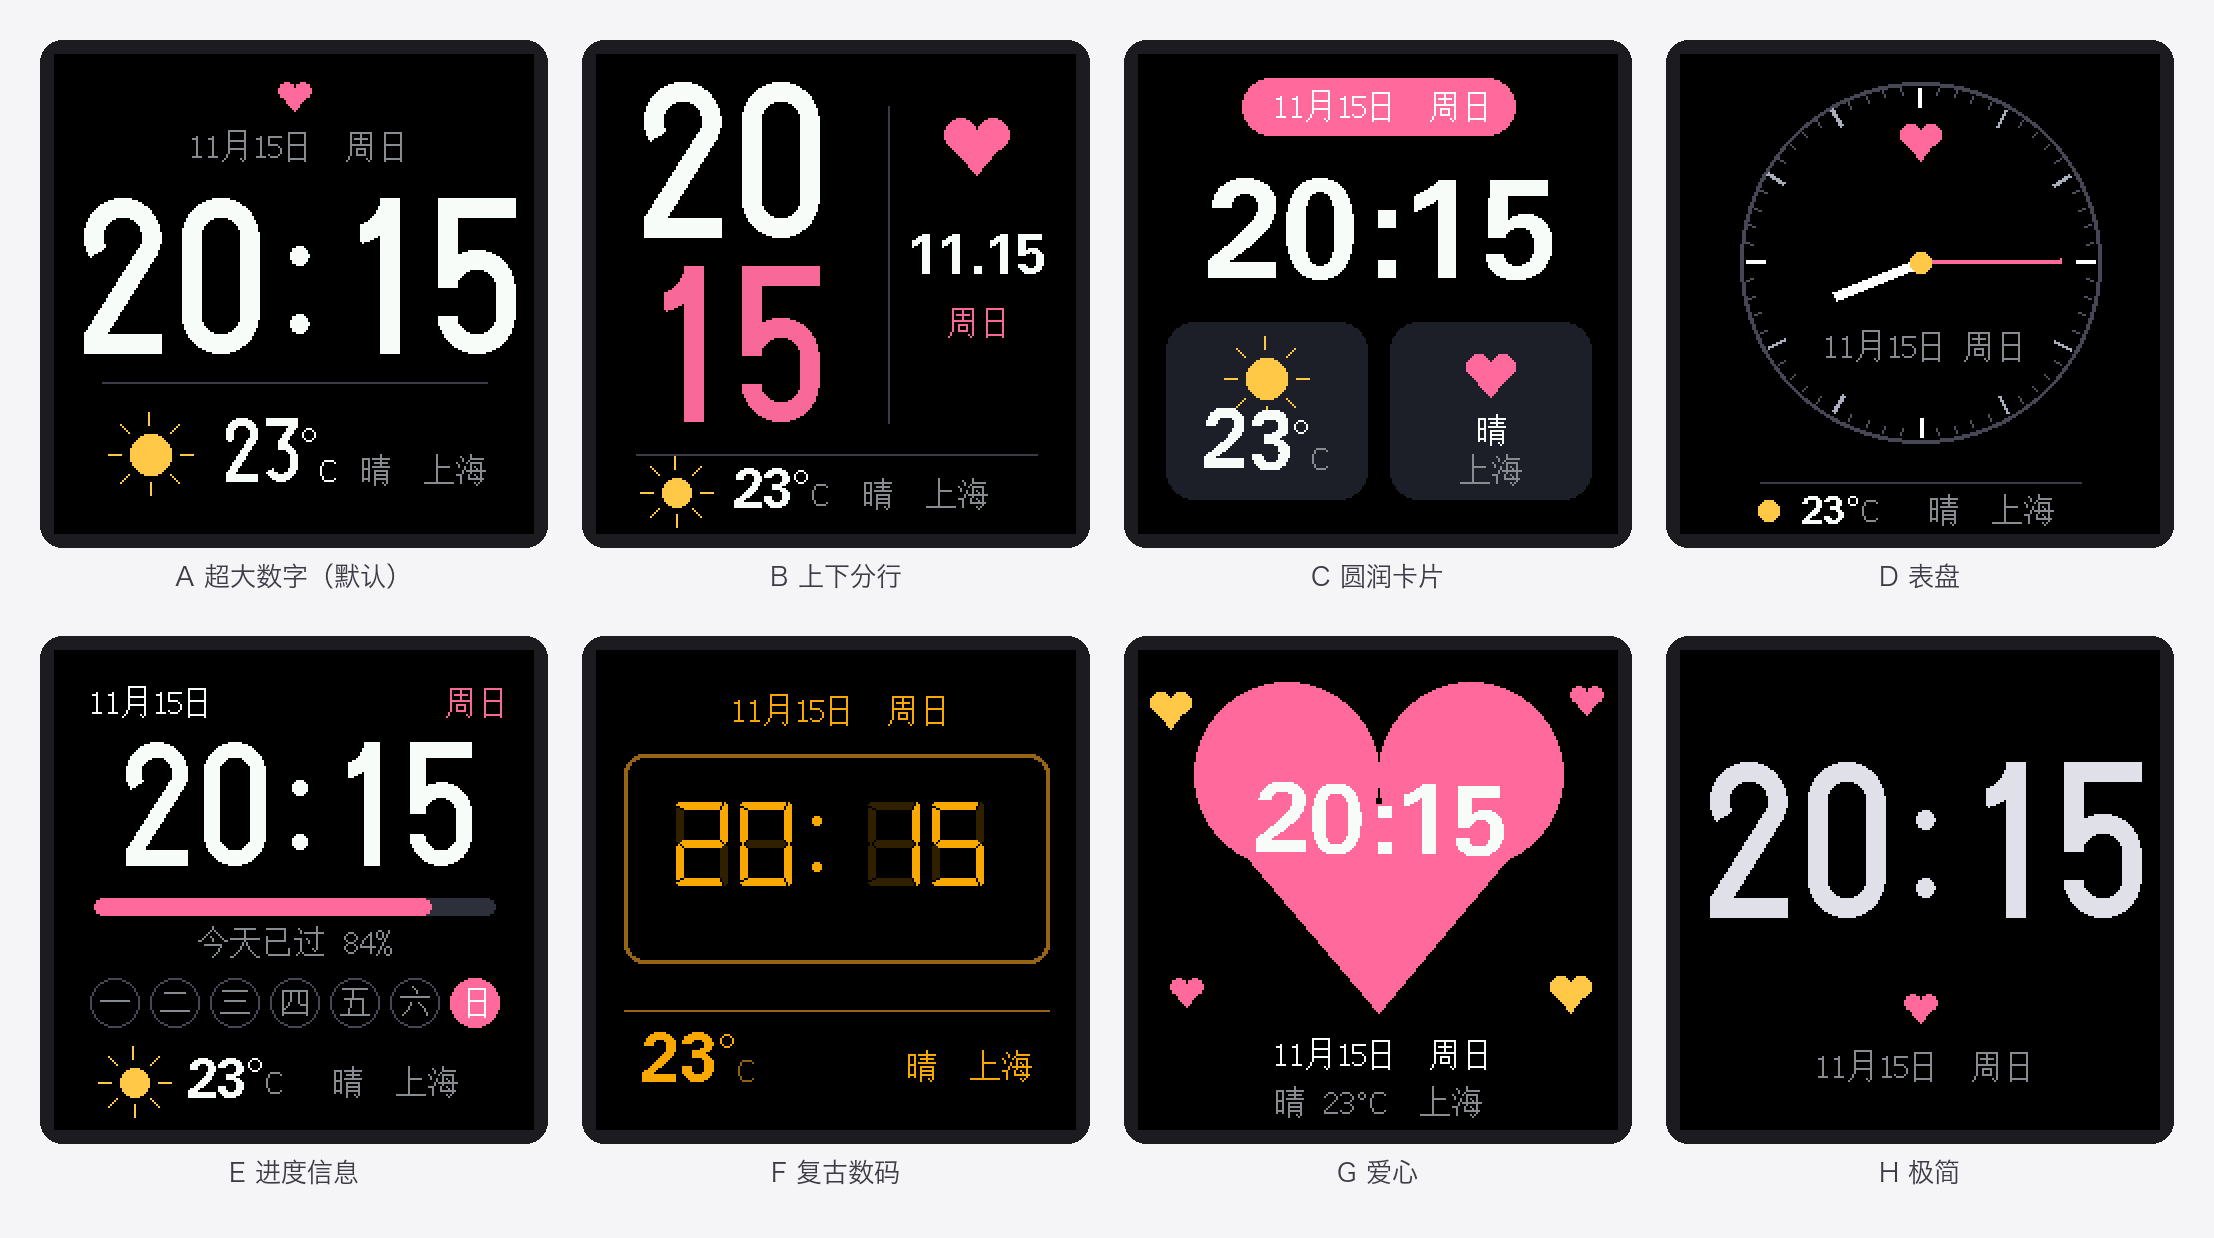 11月15日 周日
20:15
23°C 晴 上海
A 超大数字（默认）
20
15
11.15
周日
23°C 晴 上海
B 上下分行
11月15日 周日
20:15
23°C
晴
上海
C 圆润卡片
11月15日 周日
23°C 晴 上海
D 表盘
11月15日 周日
20:15
今天已过 84%
一 二 三 四 五 六 日
23°C 晴 上海
E 进度信息
11月15日 周日
20:15
23°C 晴 上海
F 复古数码
20:15
11月15日 周日
晴 23°C 上海
G 爱心
20:15
11月15日 周日
H 极简